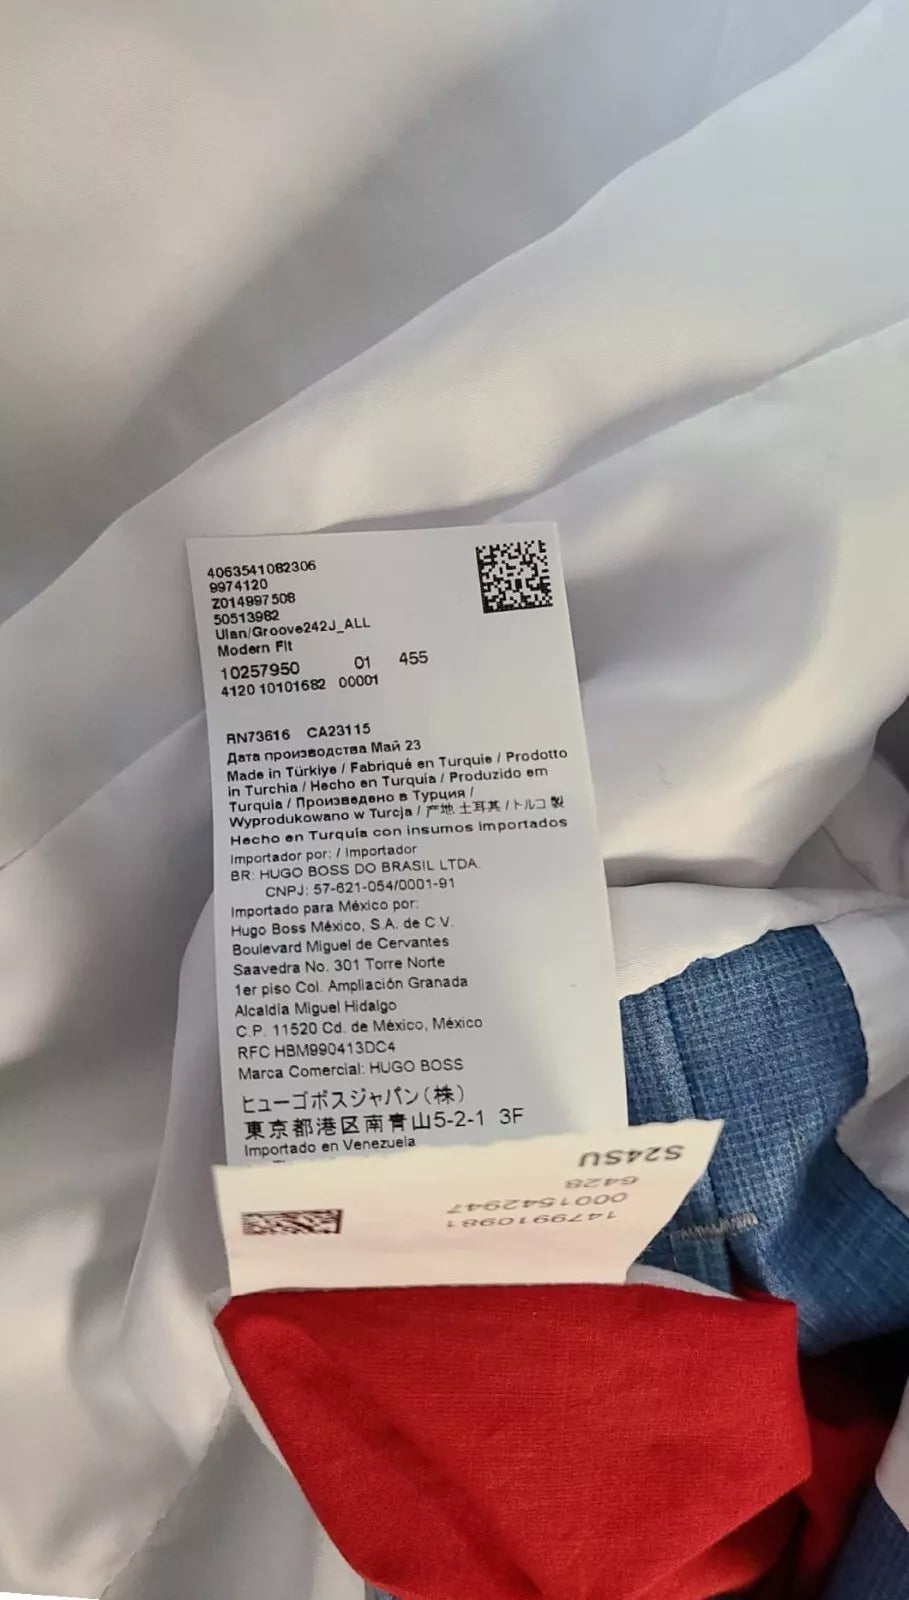 4063541082306
9974120
Z014997508
50513982
Ulan/Groove242J_ALL
Modern Fit
10257950 01 455
4120 10101682 00001
RN73616 CA23115
Дата производства Май 23
Made in Türkiye / Fabriqué en Turquie / Prodotto
in Turchia / Hecho en Turquía / Produzido em
Turquia / Произведено в Турция /
Wyprodukowano w Turcja / 产地 土耳其 / トルコ 製
Hecho en Turquía con insumos importados
Importador por: / Importador
BR: HUGO BOSS DO BRASIL LTDA.
CNPJ: 57-621-054/0001-91
Importado para México por:
Hugo Boss México, S.A. de C.V.
Boulevard Miguel de Cervantes
Saavedra No. 301 Torre Norte
1er piso Col. Ampliación Granada
Alcaldía Miguel Hidalgo
C.P. 11520 Cd. de México, México
RFC HBM990413DC4
Marca Comercial: HUGO BOSS
ヒューゴボスジャパン(株)
東京都港区南青山5-2-1 3F
Importado en Venezuela
S24SU
6428
0001542947
1479910981